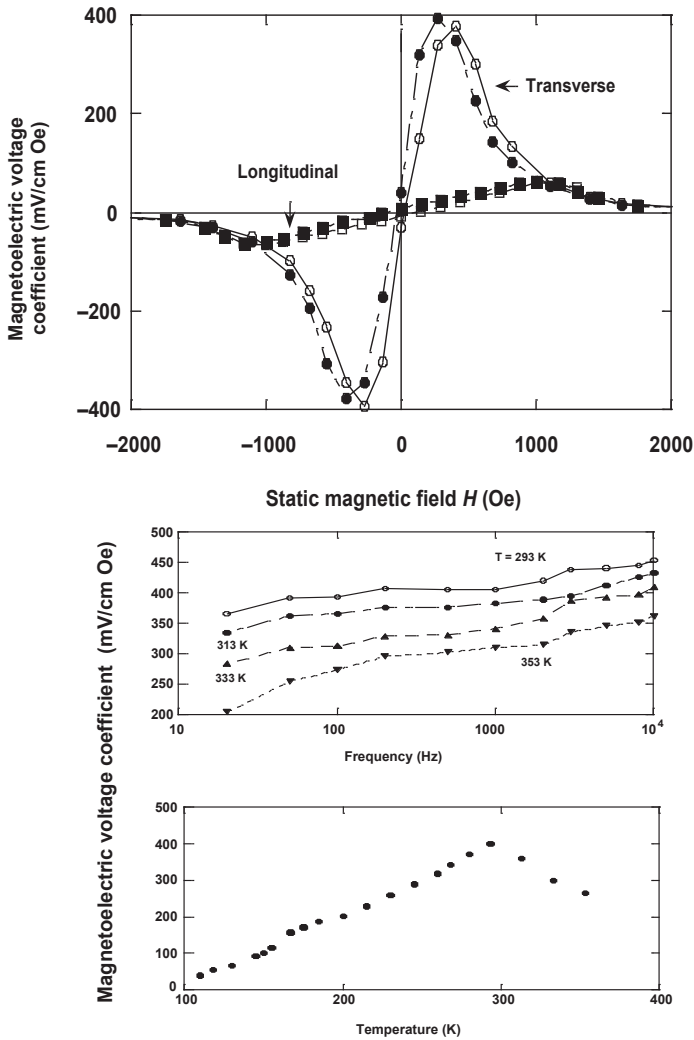 400
200
0
−200
−400
Magnetoelectric voltage
coefficient (mV/cm Oe)
Transverse
Longitudinal
−2000
−1000
0
1000
2000
Static magnetic field H (Oe)
500
450
400
350
300
250
200
T = 293 K
313 K
333 K
353 K
10
100
1000
10⁴
Frequency (Hz)
Magnetoelectric voltage coefficient (mV/cm Oe)
500
400
300
200
100
0
100
200
300
400
Temperature (K)